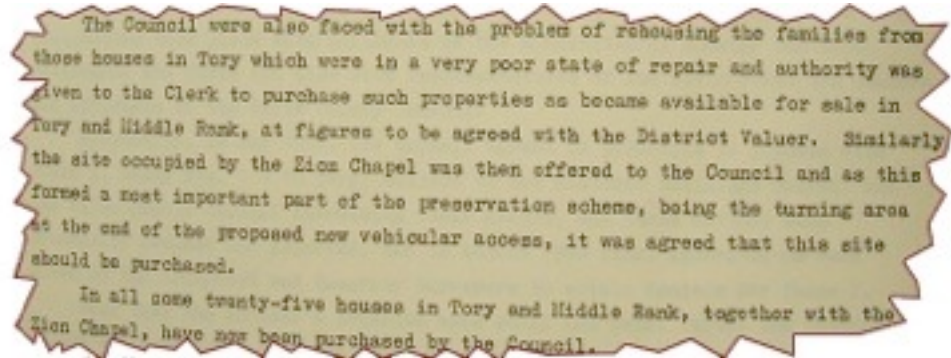 The Council were also faced with the problem of rehousing the families from
those houses in Tory which were in a very poor state of repair and authority was
given to the Clerk to purchase such properties as became available for sale in
Tory and Middle Rank, at figures to be agreed with the District Valuer. Similarly
the site occupied by the Zion Chapel was then offered to the Council and as this
formed a most important part of the preservation scheme, being the turning area
at the end of the proposed new vehicular access, it was agreed that this site
should be purchased.
In all some twenty-five houses in Tory and Middle Rank, together with the
Zion Chapel, have now been purchased by the Council.